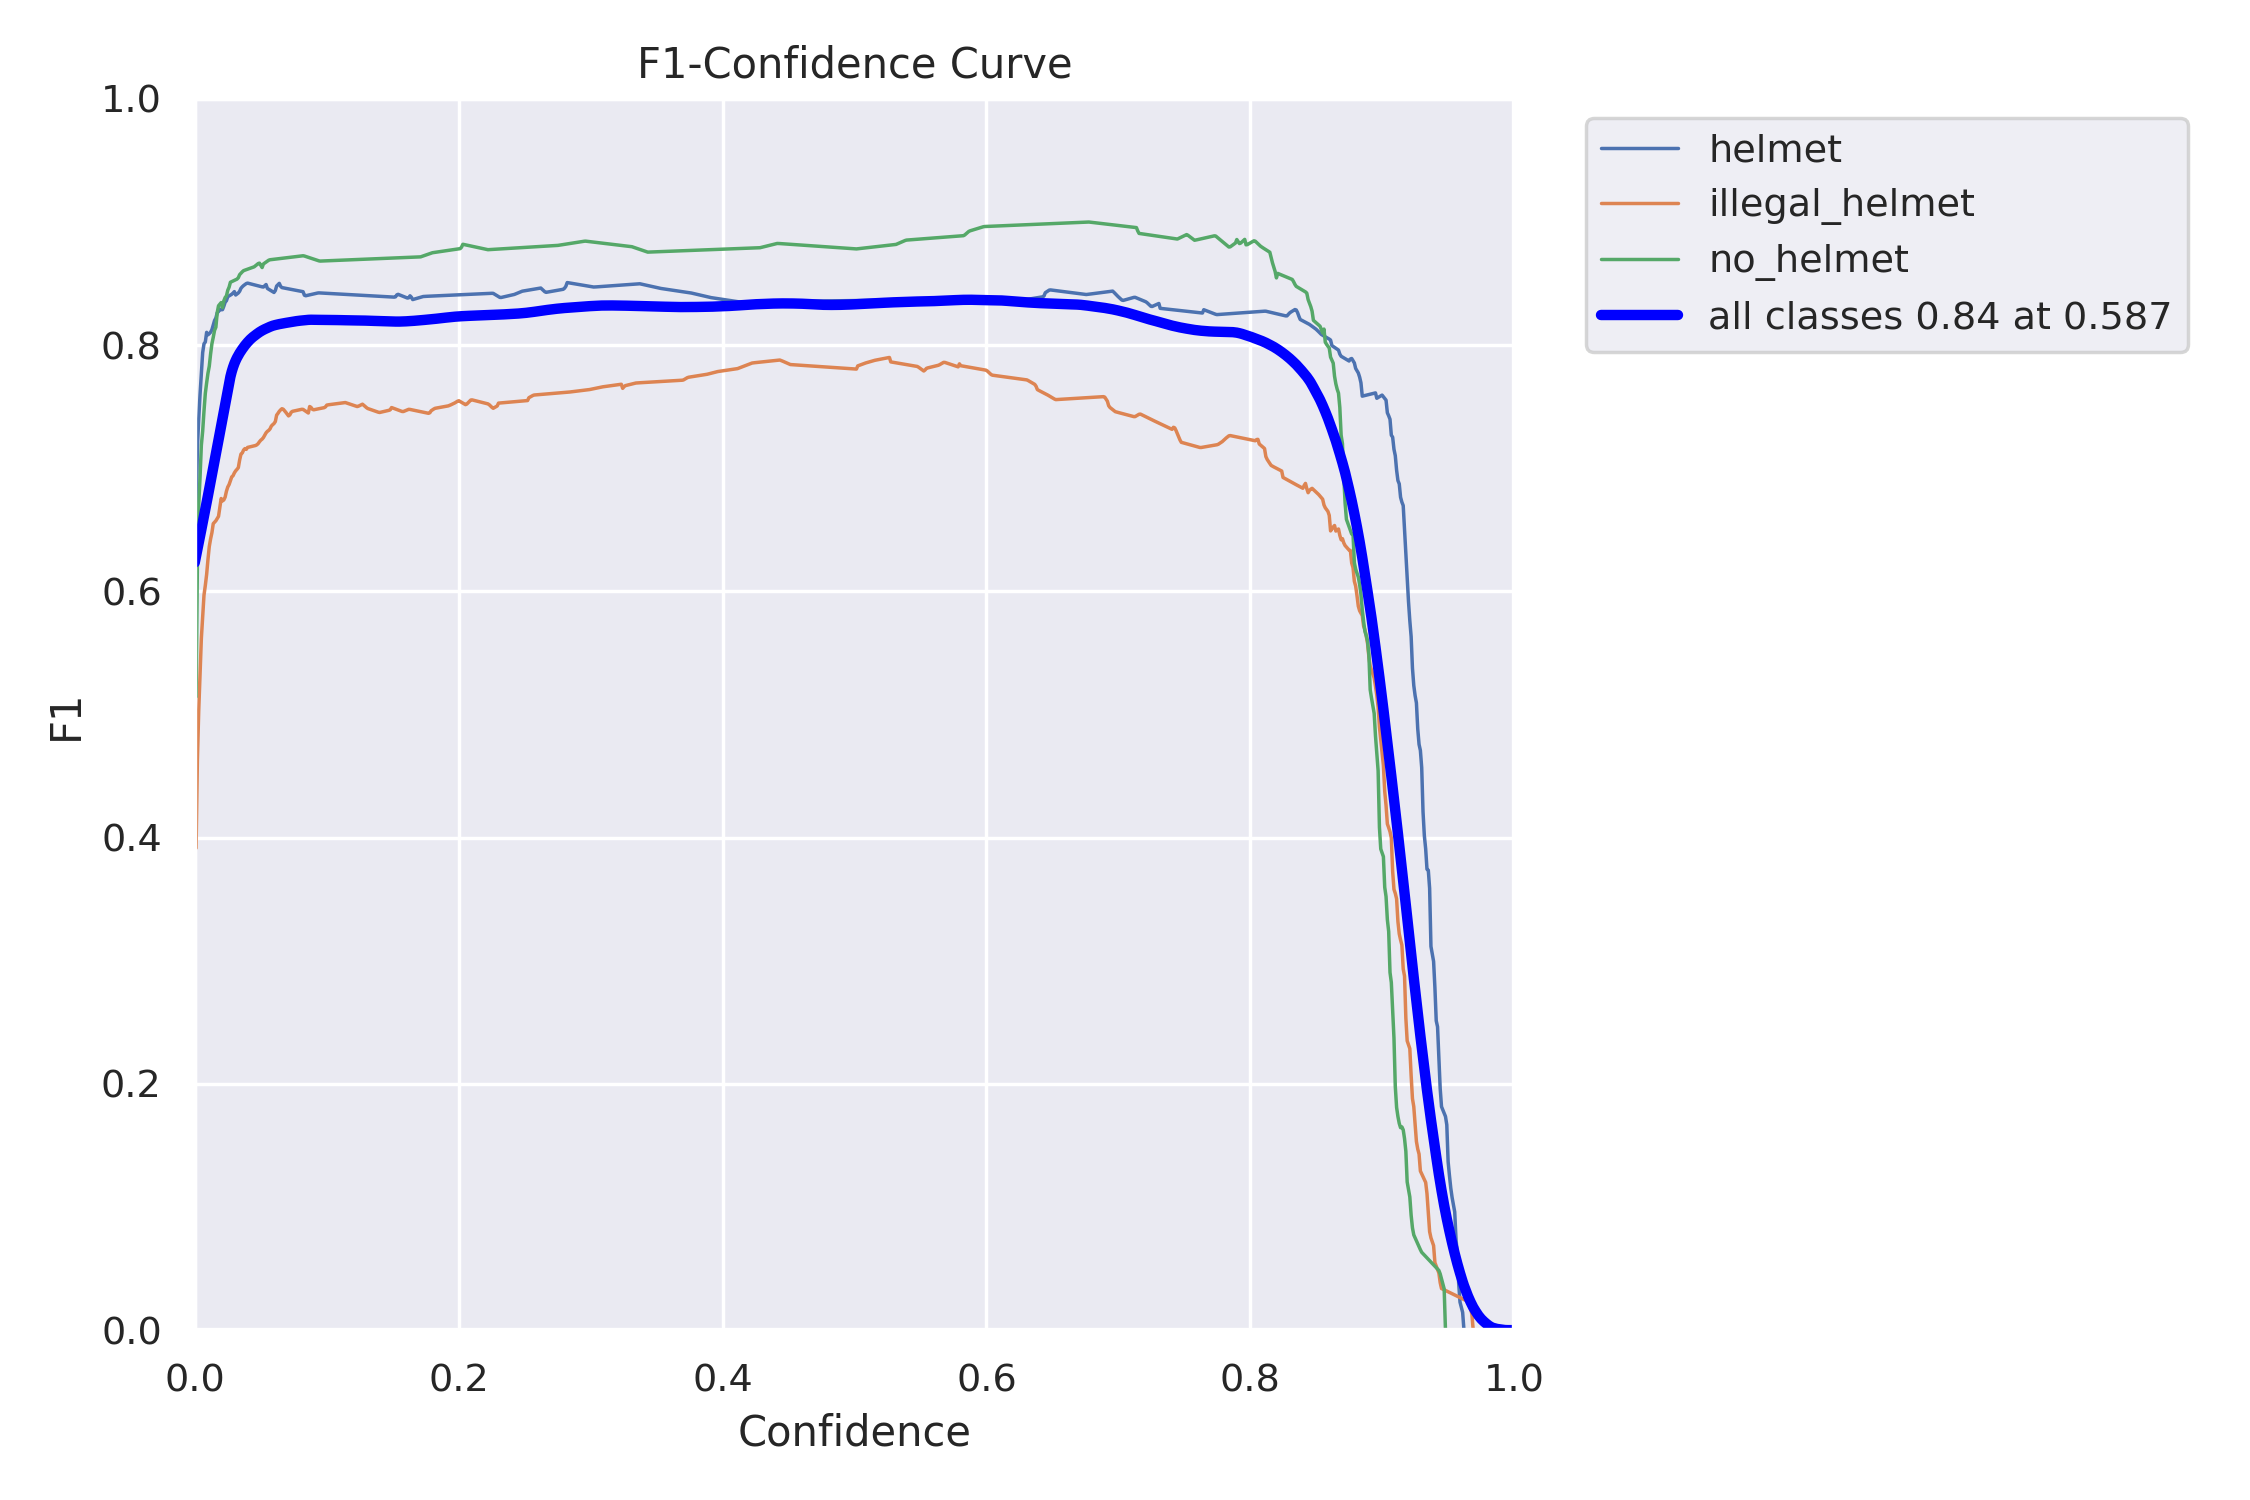 F1-Confidence Curve
1.0
0.8
0.6
0.4
0.2
0.0
F1
0.0 0.2 0.4 0.6 0.8 1.0
Confidence
helmet
illegal_helmet
no_helmet
all classes 0.84 at 0.587